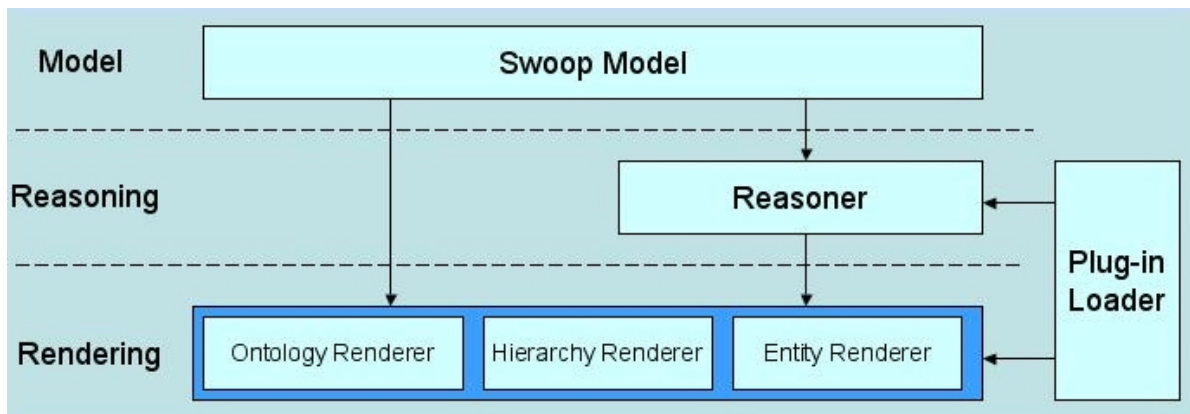 Model
Swoop Model
Reasoning
Reasoner
Plug-in
Loader
Rendering
Ontology Renderer
Hierarchy Renderer
Entity Renderer